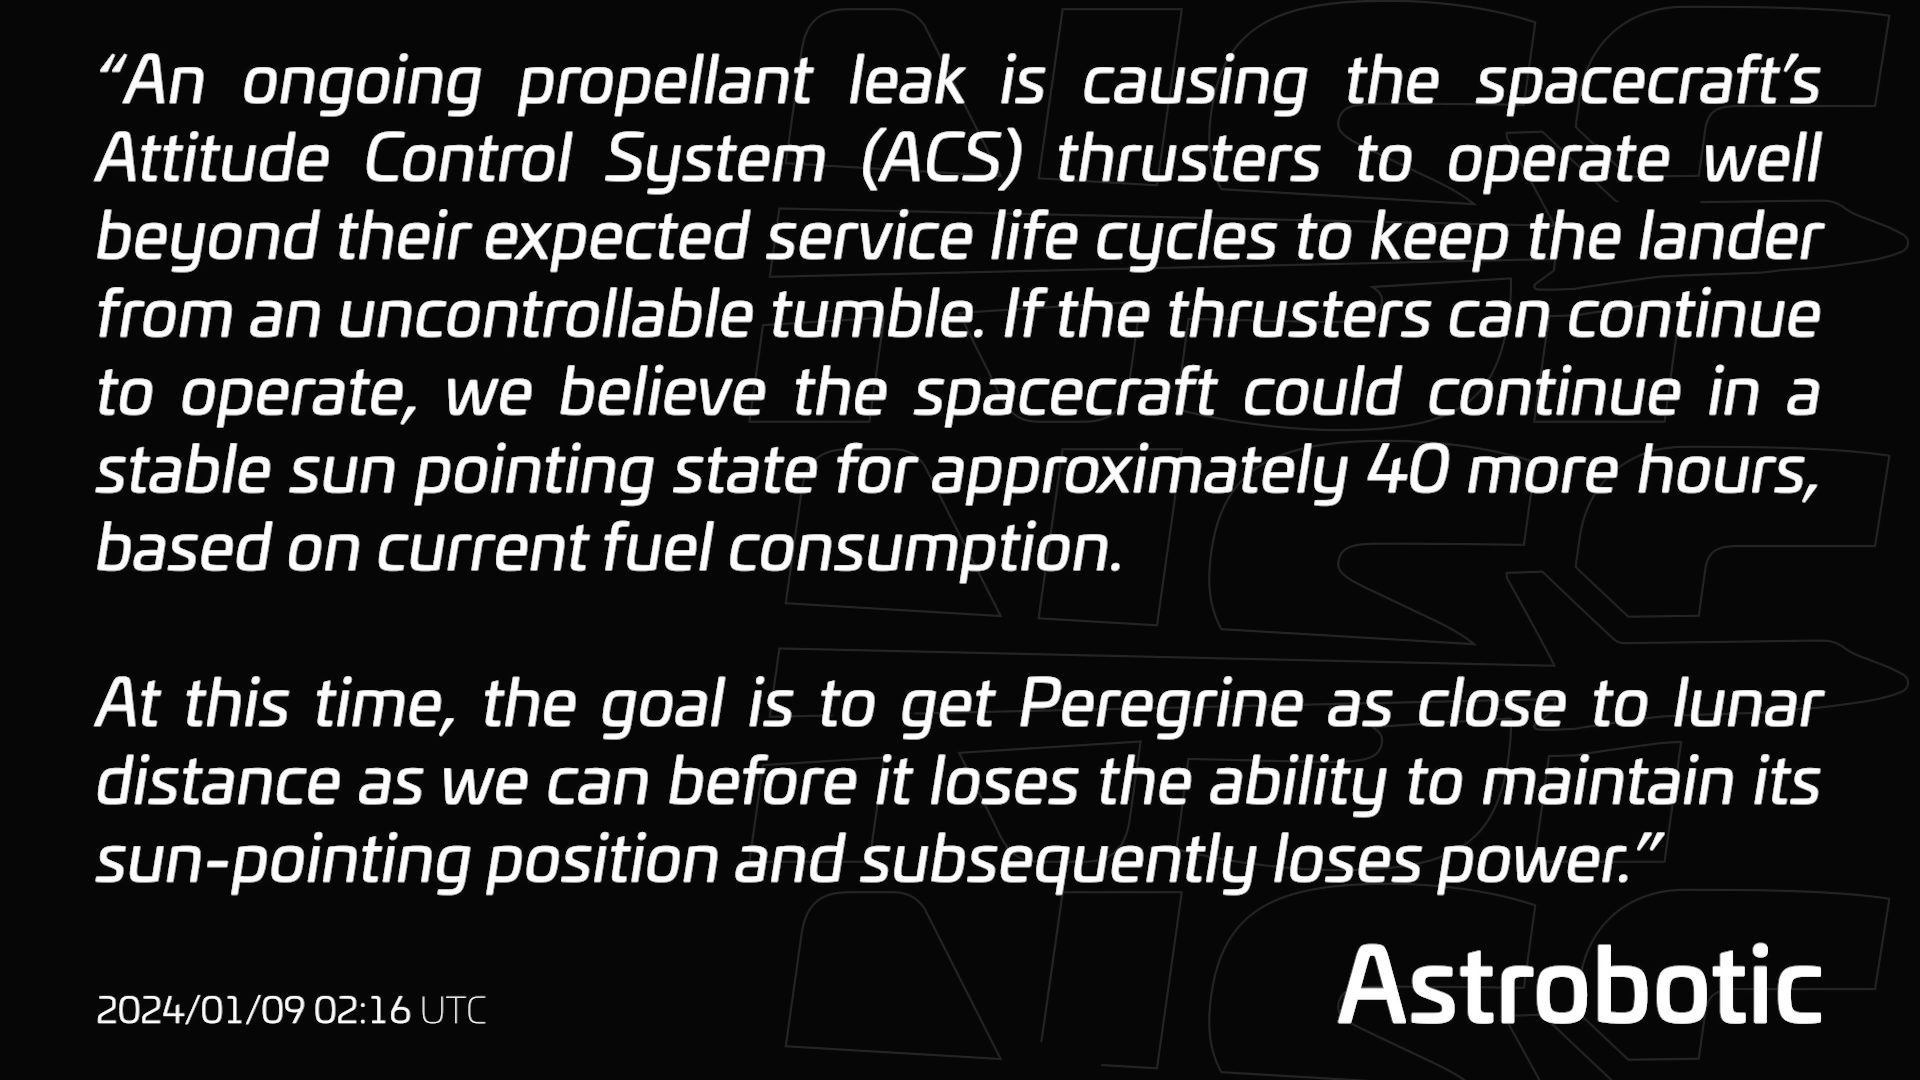 “An ongoing propellant leak is causing the spacecraft’s
Attitude Control System (ACS) thrusters to operate well
beyond their expected service life cycles to keep the lander
from an uncontrollable tumble. If the thrusters can continue
to operate, we believe the spacecraft could continue in a
stable sun pointing state for approximately 40 more hours,
based on current fuel consumption.
At this time, the goal is to get Peregrine as close to lunar
distance as we can before it loses the ability to maintain its
sun-pointing position and subsequently loses power.”
Astrobotic
2024/01/09 02:16 UTC